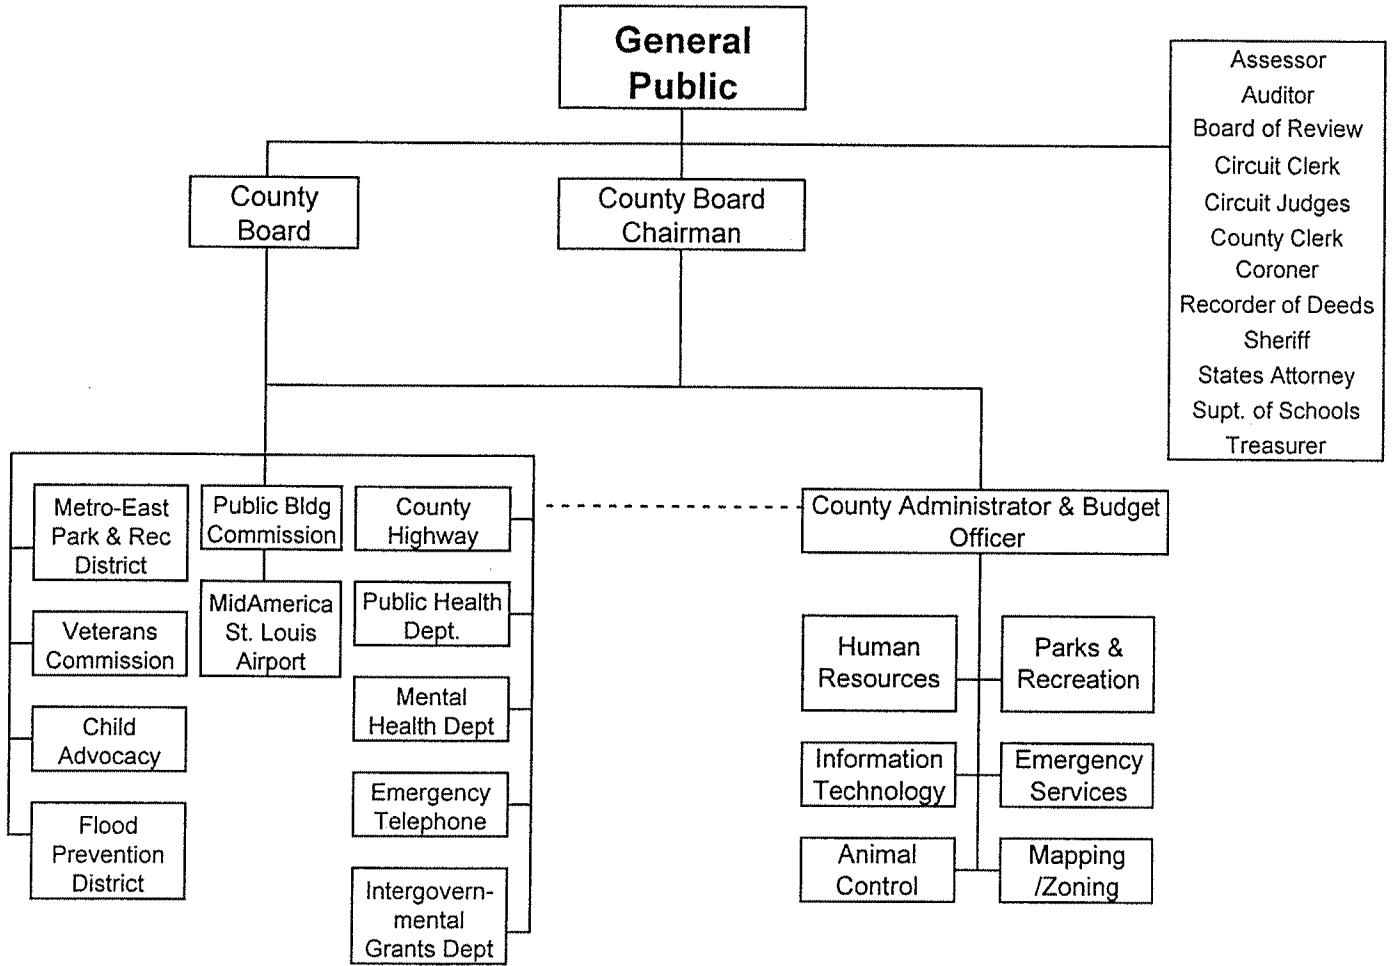 General
Public
Assessor
Auditor
Board of Review
Circuit Clerk
Circuit Judges
County Clerk
Coroner
Recorder of Deeds
Sheriff
States Attorney
Supt. of Schools
Treasurer
County
Board
County Board
Chairman
Metro-East
Park & Rec
District
Veterans
Commission
Child
Advocacy
Flood
Prevention
District
Public Bldg
Commission
MidAmerica
St. Louis
Airport
County
Highway
Public Health
Dept.
Mental
Health Dept
Emergency
Telephone
Intergovern-
mental
Grants Dept
County Administrator & Budget
Officer
Human
Resources
Parks &
Recreation
Information
Technology
Emergency
Services
Animal
Control
Mapping
/Zoning